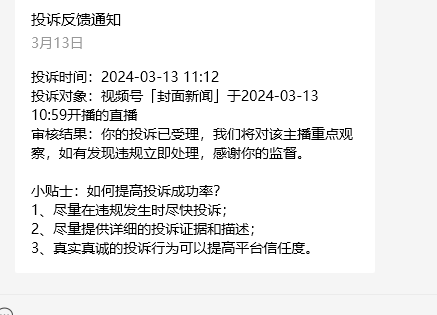 投诉反馈通知
3月13日
投诉时间：2024-03-13 11:12
投诉对象：视频号「封面新闻」于2024-03-13
10:59开播的直播
审核结果：你的投诉已受理，我们将对该主播重点观
察，如有发现违规立即处理，感谢你的监督。
小贴士：如何提高投诉成功率？
1、尽量在违规发生时尽快投诉；
2、尽量提供详细的投诉证据和描述；
3、真实真诚的投诉行为可以提高平台信任度。